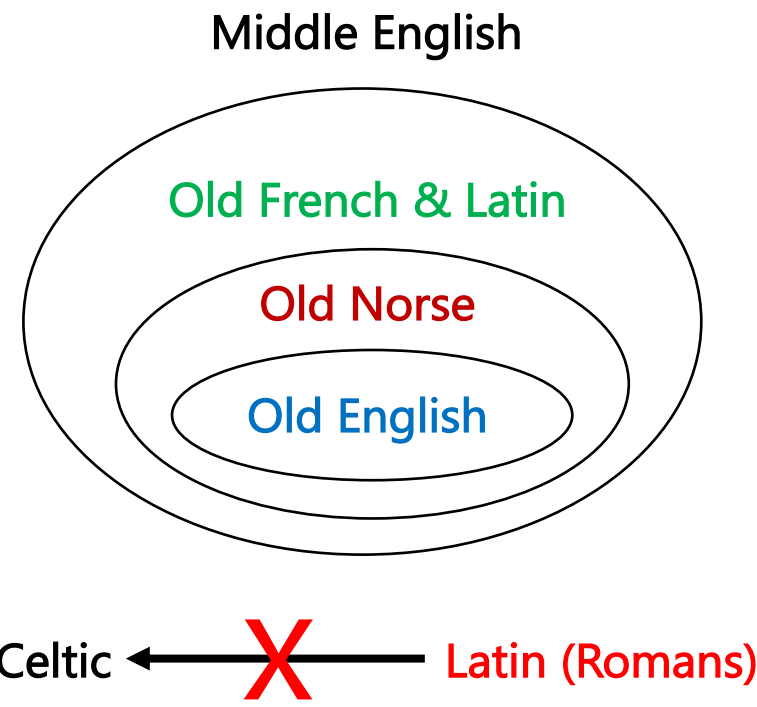 Middle English
Old French & Latin
Old Norse
Old English
Celtic X Latin (Romans)